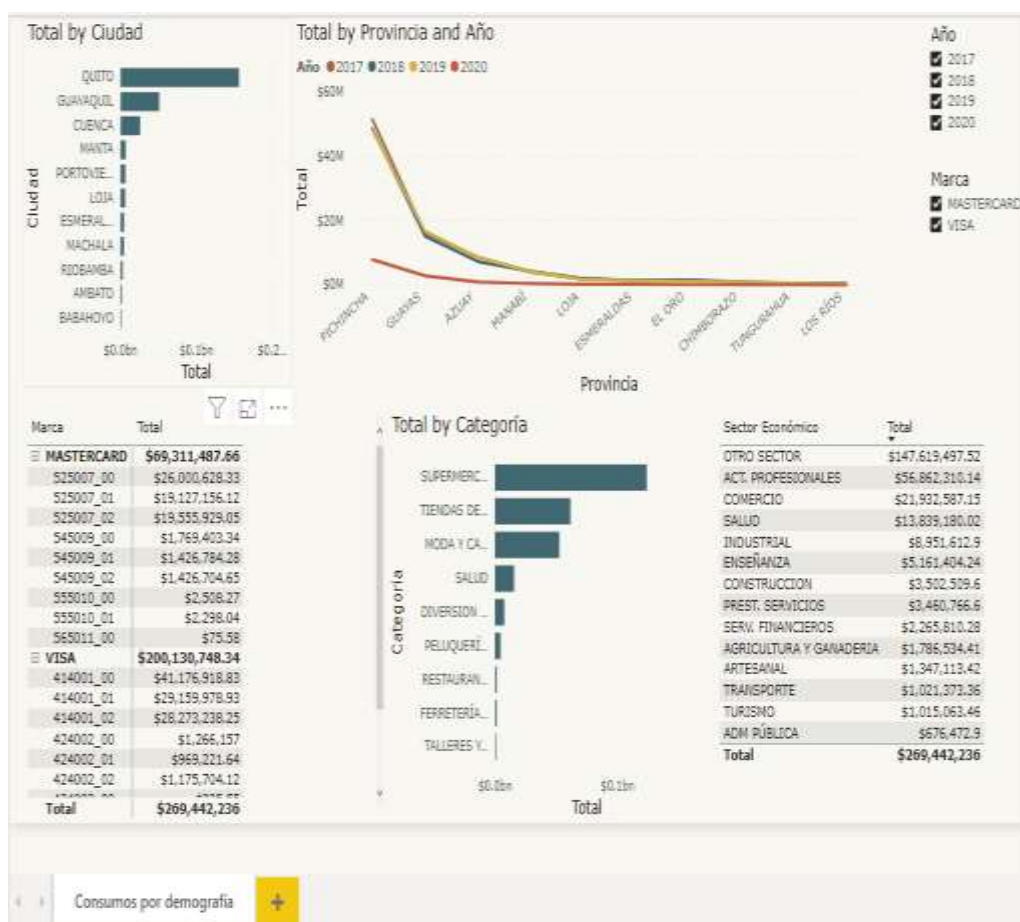 Total by Ciudad
QUITO
GUAYAQUIL
CUENCA
MANTA
PORTOVIE...
LOJA
ESMERAL...
MACHALA
RIOBAMBA
AMBATO
BABAHOYO
Ciudad
$0.0bn $0.1bn $0.2...
Total
Total by Provincia and Año
Año 2017 2018 2019 2020
$60M
$40M
$20M
$0M
Total
PICHINCHA
GUAYAS
AZUAY
MANABÍ
LOJA
ESMERALDAS
EL ORO
CHIMBORAZO
TUNGURAHUA
LOS RÍOS
Provincia
Año
2017
2018
2019
2020
Marca
MASTERCARD
VISA
Marca Total
MASTERCARD $69,311,487.66
525007_00 $26,000,628.33
525007_01 $19,127,156.12
525007_02 $19,555,929.05
545009_00 $1,769,403.34
545009_01 $1,426,784.28
545009_02 $1,426,704.65
555010_00 $2,508.27
555010_01 $2,298.04
565011_00 $75.58
VISA $200,130,748.34
414001_00 $41,176,918.83
414001_01 $29,159,978.93
414001_02 $28,273,238.25
424002_00 $1,266,157
424002_01 $969,221.64
424002_02 $1,175,704.12
Total $269,442,236
Total by Categoría
SUPERMERC...
TIENDAS DE...
MODA Y CA...
SALUD
DIVERSION ...
PELUQUERÍ...
RESTAURAN...
FERRETERÍA...
TALLERES Y...
Categoría
$0.0bn $0.1bn
Total
Sector Económico Total
OTRO SECTOR $147.619,497.52
ACT. PROFESIONALES $56,862,310.14
COMERCIO $21,932,587.15
SALUD $13,839,180.02
INDUSTRIAL $8,951,612.9
ENSEÑANZA $5,161,404.24
CONSTRUCCION $3,502,509.6
PREST. SERVICIOS $3,460,766.6
SERV. FINANCIEROS $2,265,810.28
AGRICULTURA Y GANADERIA $1,786,534.41
ARTESANAL $1,347,113.42
TRANSPORTE $1,021,373.36
TURISMO $1,015,063.46
ADM PÚBLICA $676,472.9
Total $269,442,236
Consumos por demografia